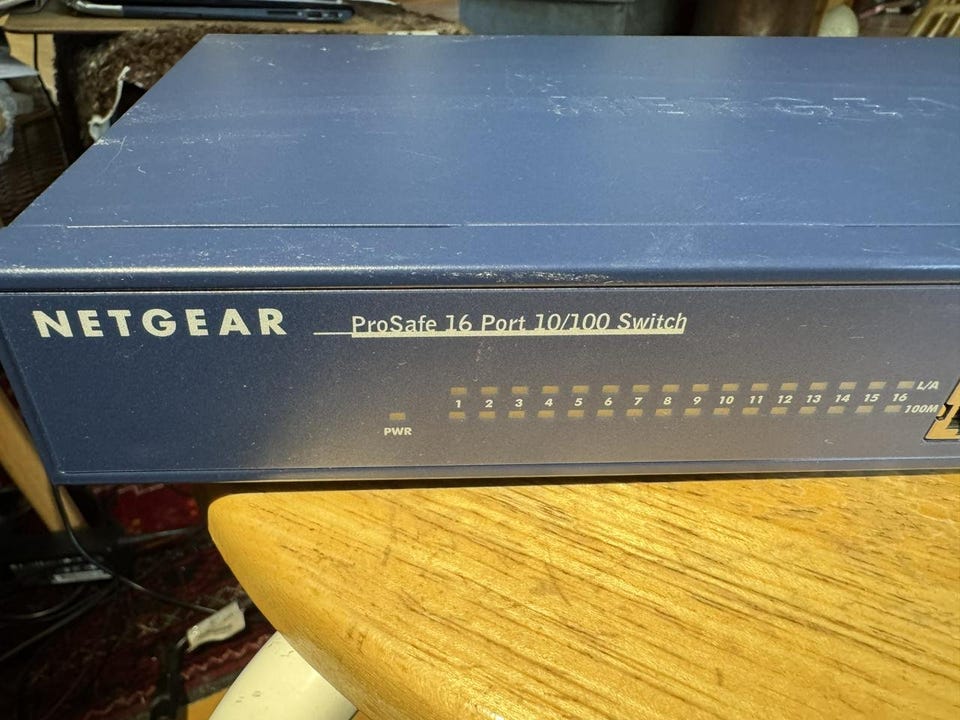 NETGEAR
ProSafe 16 Port 10/100 Switch
L/A
1 2 3 4 5 6 7 8 9 10 11 12 13 14 15 16
100M
PWR